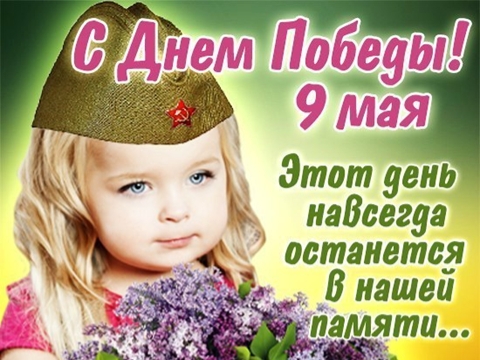 С Днем Победы!
9 мая
Этот день
навсегда
останется
в нашей
памяти...